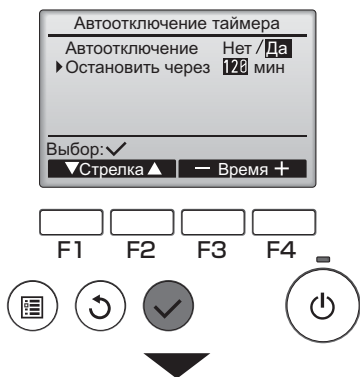 Автоотключение таймера
Автоотключение Нет / Да
Остановить через 120 мин
Выбор:
Стрелка − Время +
F1 F2 F3 F4